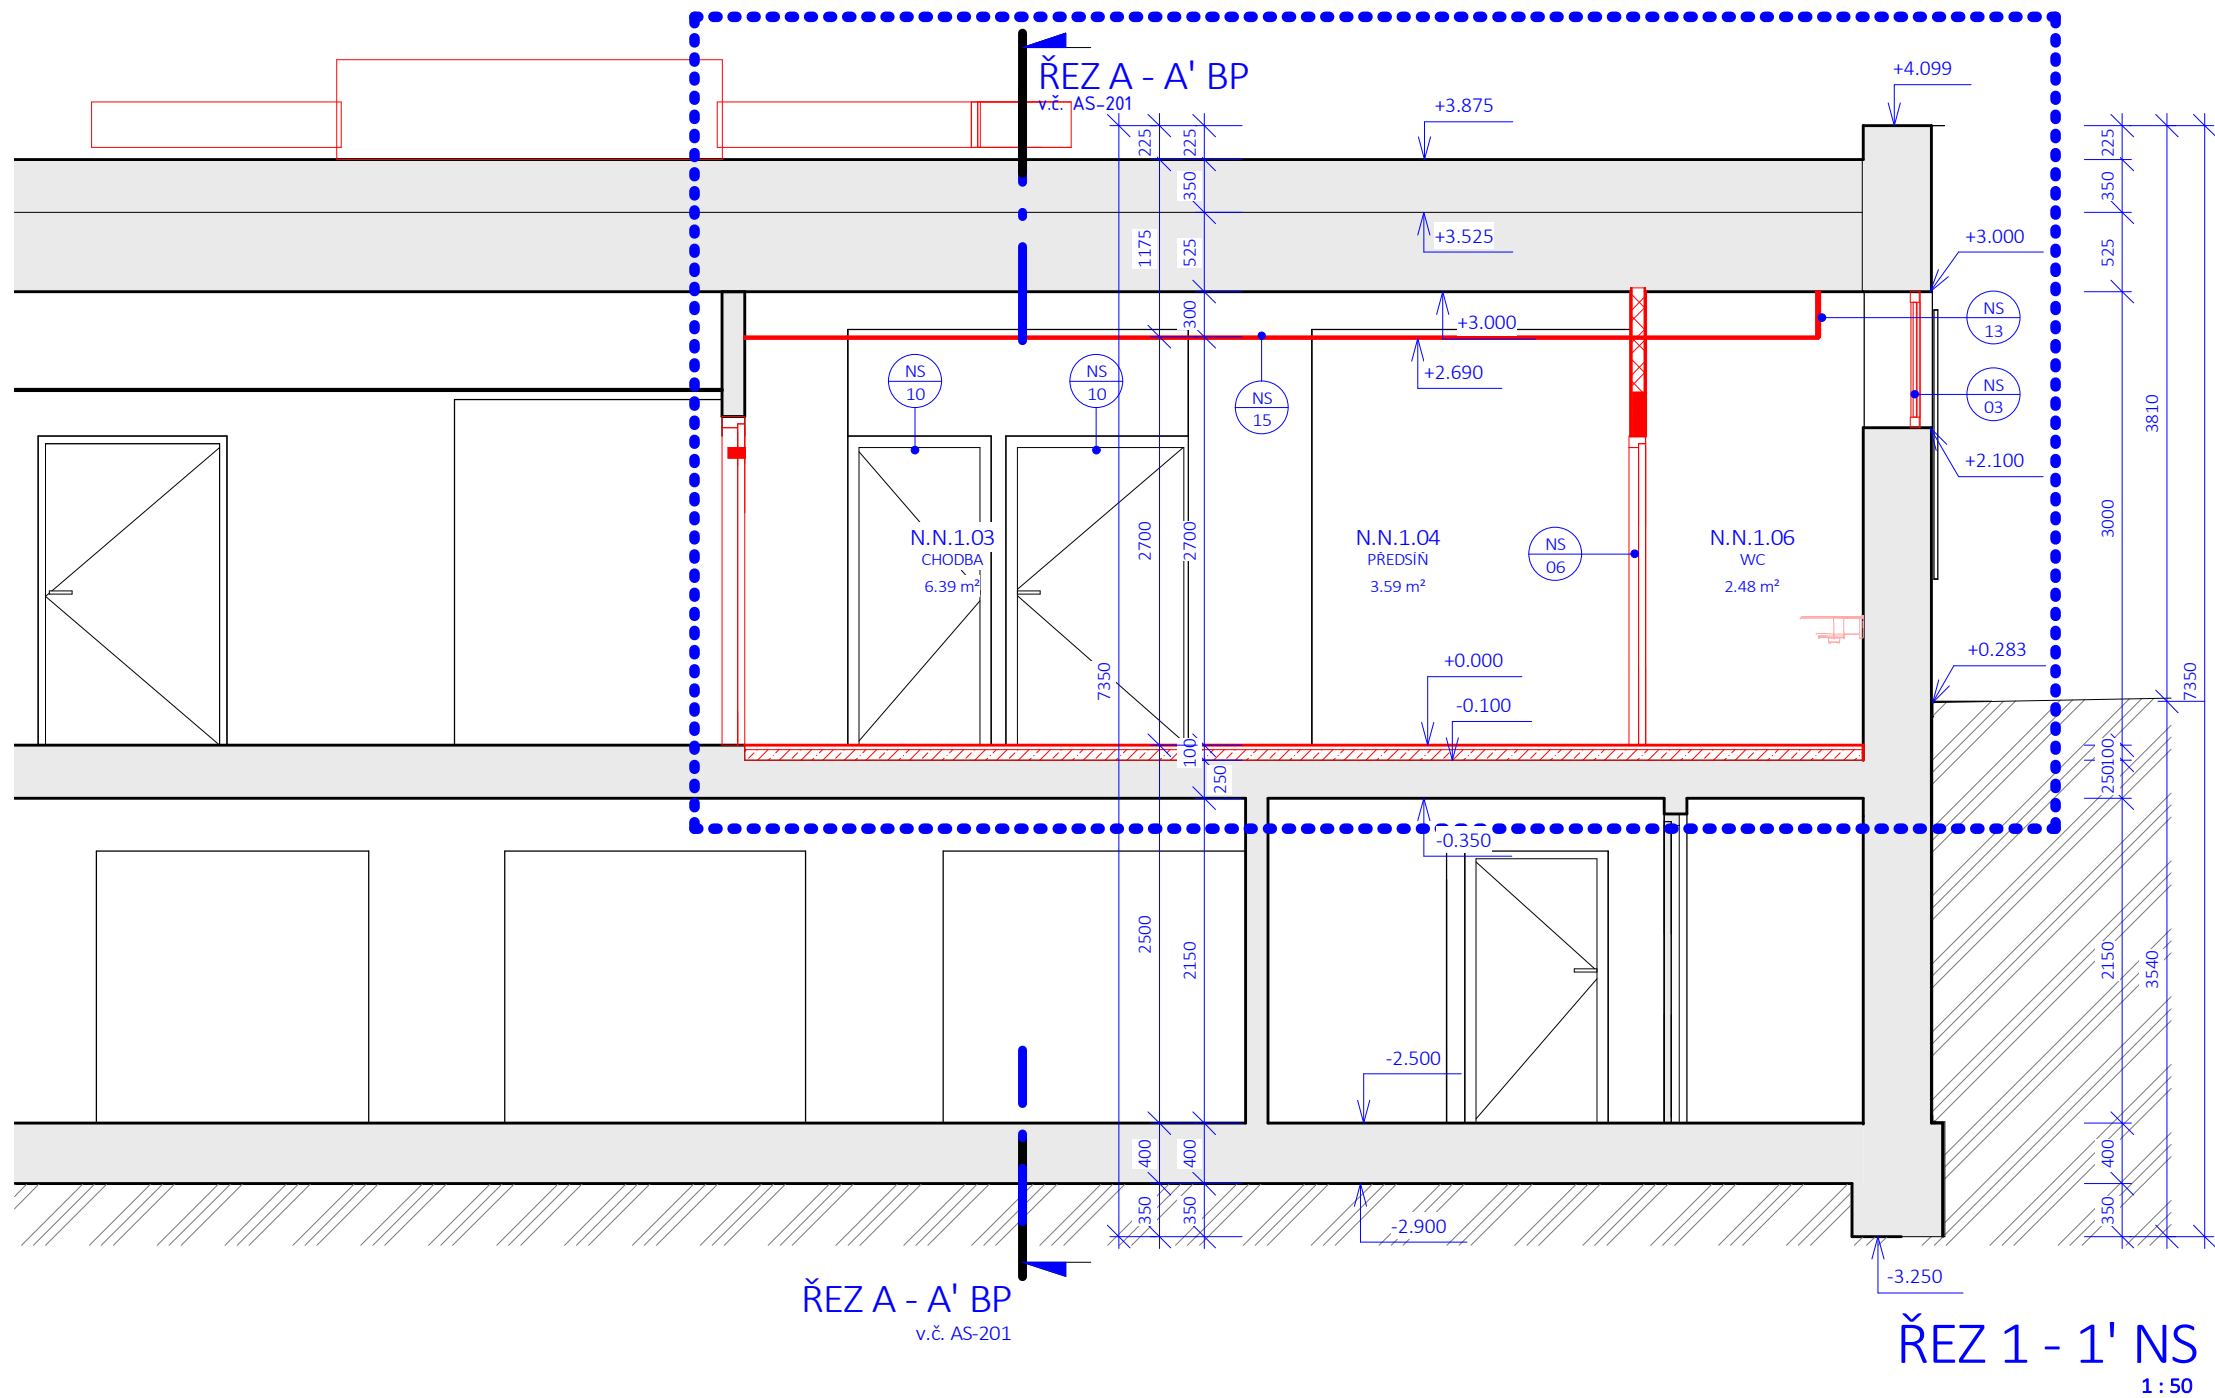 ŘEZ A - A' BP
v.č. AS-201
+4.099
+3.875
225
225
225
350
350
+3.525
+3.000
1175
525
525
300
+3.000
NS
13
+2.690
NS
10
NS
10
NS
15
NS
03
3810
+2.100
N.N.1.03
CHODBA
6.39 m²
2700
2700
N.N.1.04
PŘEDSÍŇ
3.59 m²
NS
06
N.N.1.06
WC
2.48 m²
3000
+0.000
+0.283
7350
7350
-0.100
100
250
100
250
-0.350
2500
2150
2150
3540
-2.500
400
400
400
350
350
350
-2.900
-3.250
ŘEZ A - A' BP
v.č. AS-201
ŘEZ 1 - 1' NS
1 : 50